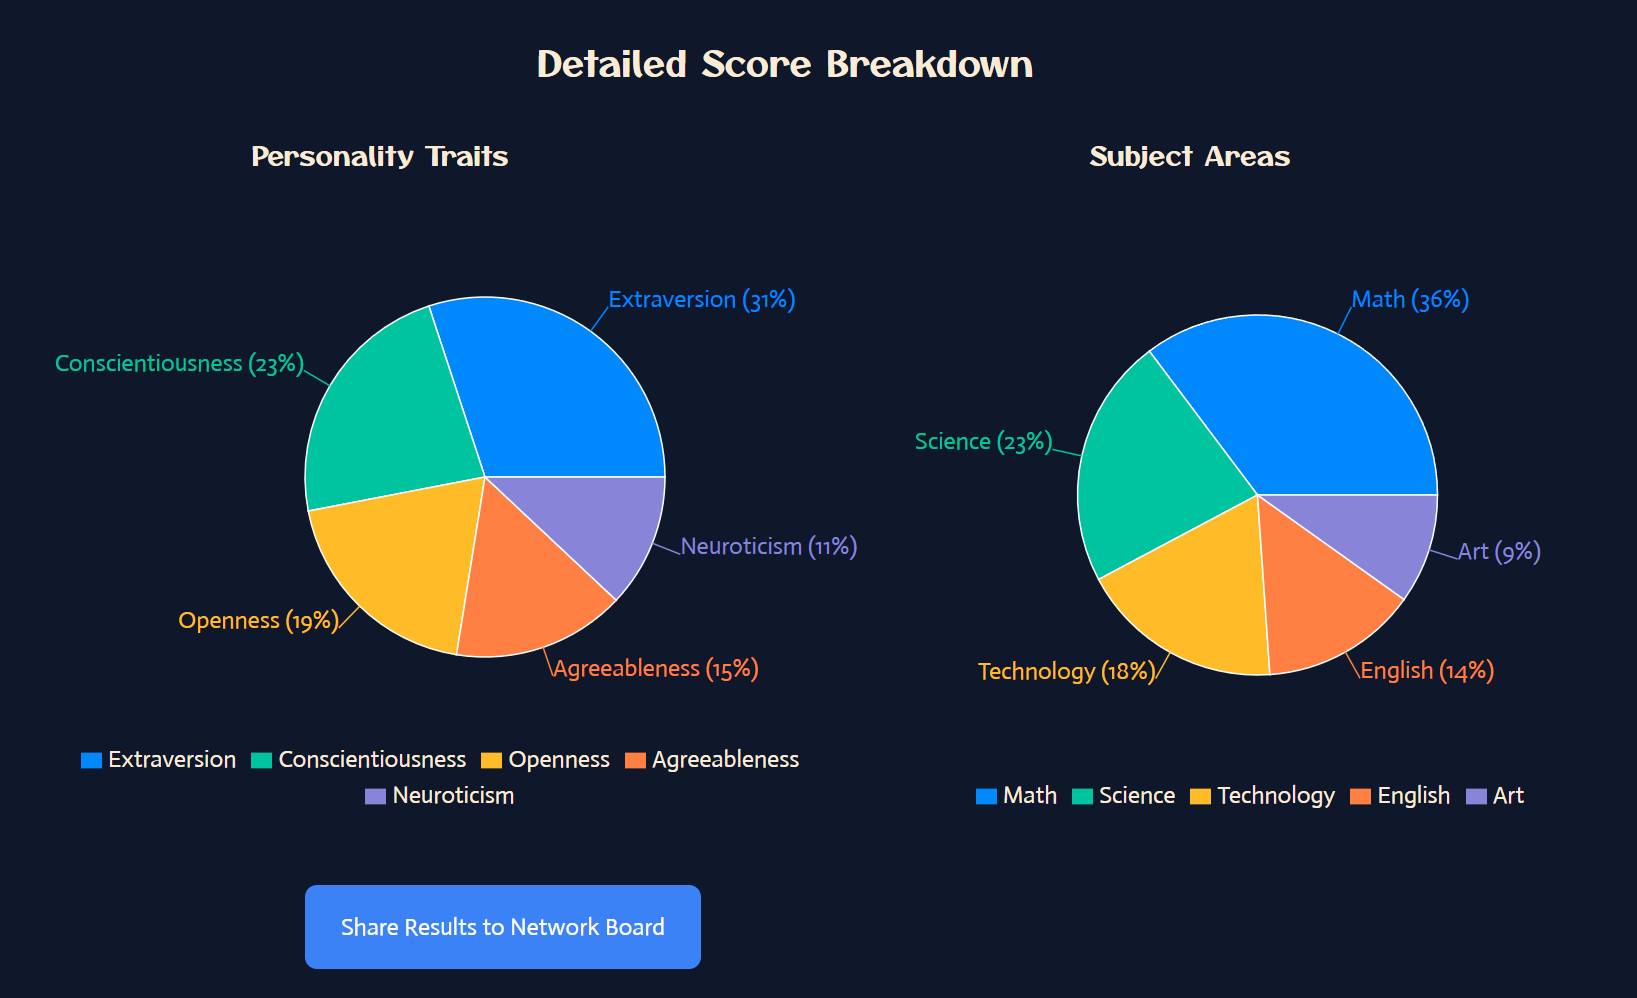 Detailed Score Breakdown
Personality Traits
Extraversion (31%)
Conscientiousness (23%)
Neuroticism (11%)
Openness (19%)
Agreeableness (15%)
Extraversion Conscientiousness Openness Agreeableness
Neuroticism
Subject Areas
Math (36%)
Science (23%)
Art (9%)
Technology (18%)
English (14%)
Math Science Technology English Art
Share Results to Network Board